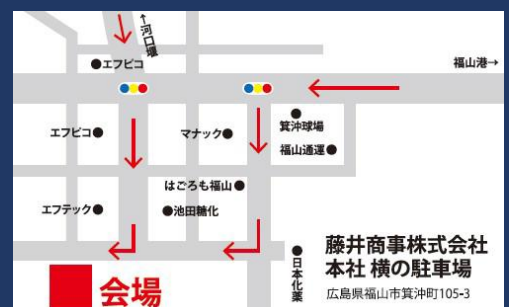 ←河口堰
●エフピコ
福山港→
エフピコ●
マナック●
●
箕沖球場
福山通運●
はごろも福山●
エフテック●
●池田糖化
●日本化薬
藤井商事株式会社
本社 横の駐車場
広島県福山市箕沖町105-3
会場